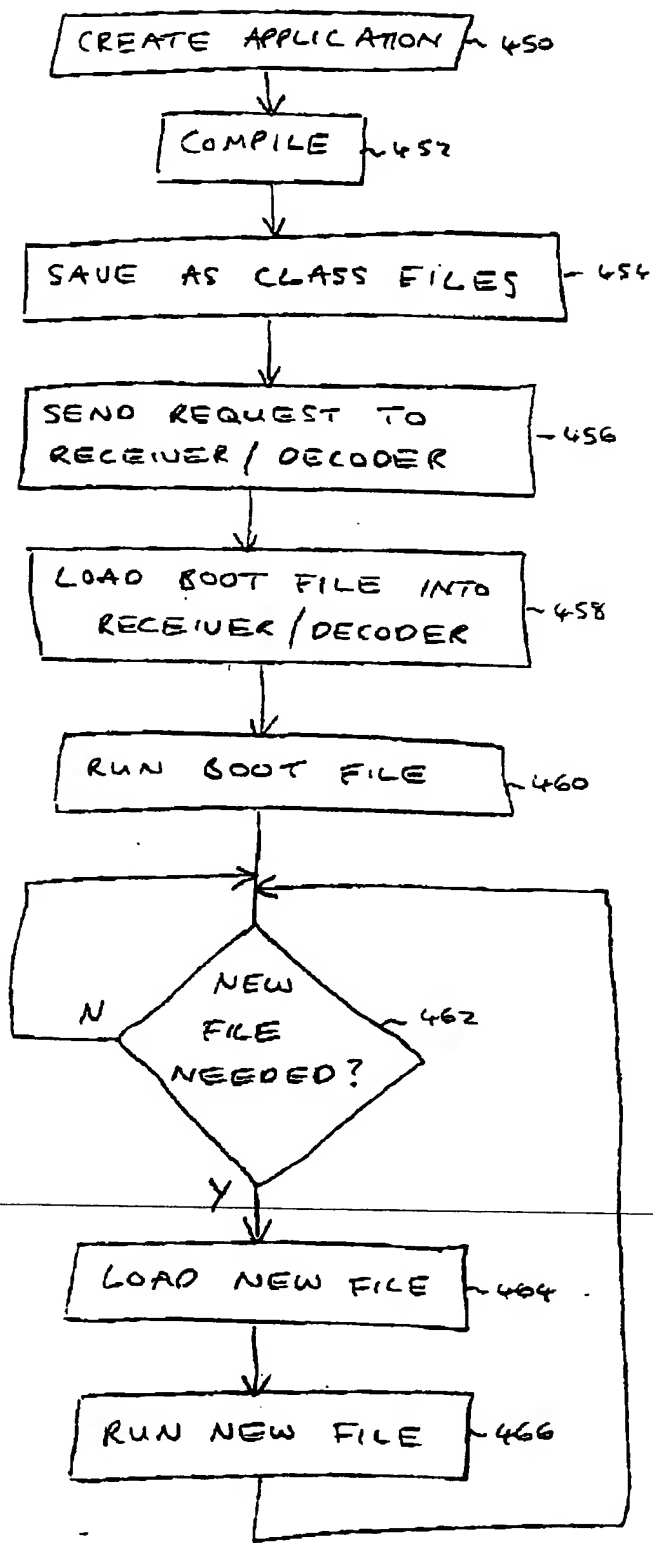 CREATE APPLICATION 450
COMPILE 452
SAVE AS CLASS FILES 454
SEND REQUEST TO
RECEIVER / DECODER 456
LOAD BOOT FILE INTO
RECEIVER / DECODER 458
RUN BOOT FILE 460
NEW
FILE
NEEDED? 462
N
Y
LOAD NEW FILE 464
RUN NEW FILE 466